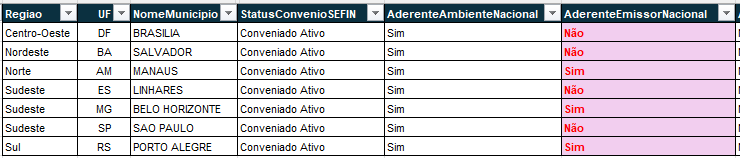 Regiao UF NomeMunicipio StatusConvenioSEFIN AderenteAmbienteNacional AderenteEmissorNacional
Centro-Oeste DF BRASILIA Conveniado Ativo Sim Não
Nordeste BA SALVADOR Conveniado Ativo Sim Não
Norte AM MANAUS Conveniado Ativo Sim Sim
Sudeste ES LINHARES Conveniado Ativo Sim Não
Sudeste MG BELO HORIZONTE Conveniado Ativo Sim Sim
Sudeste SP SAO PAULO Conveniado Ativo Sim Não
Sul RS PORTO ALEGRE Conveniado Ativo Sim Sim